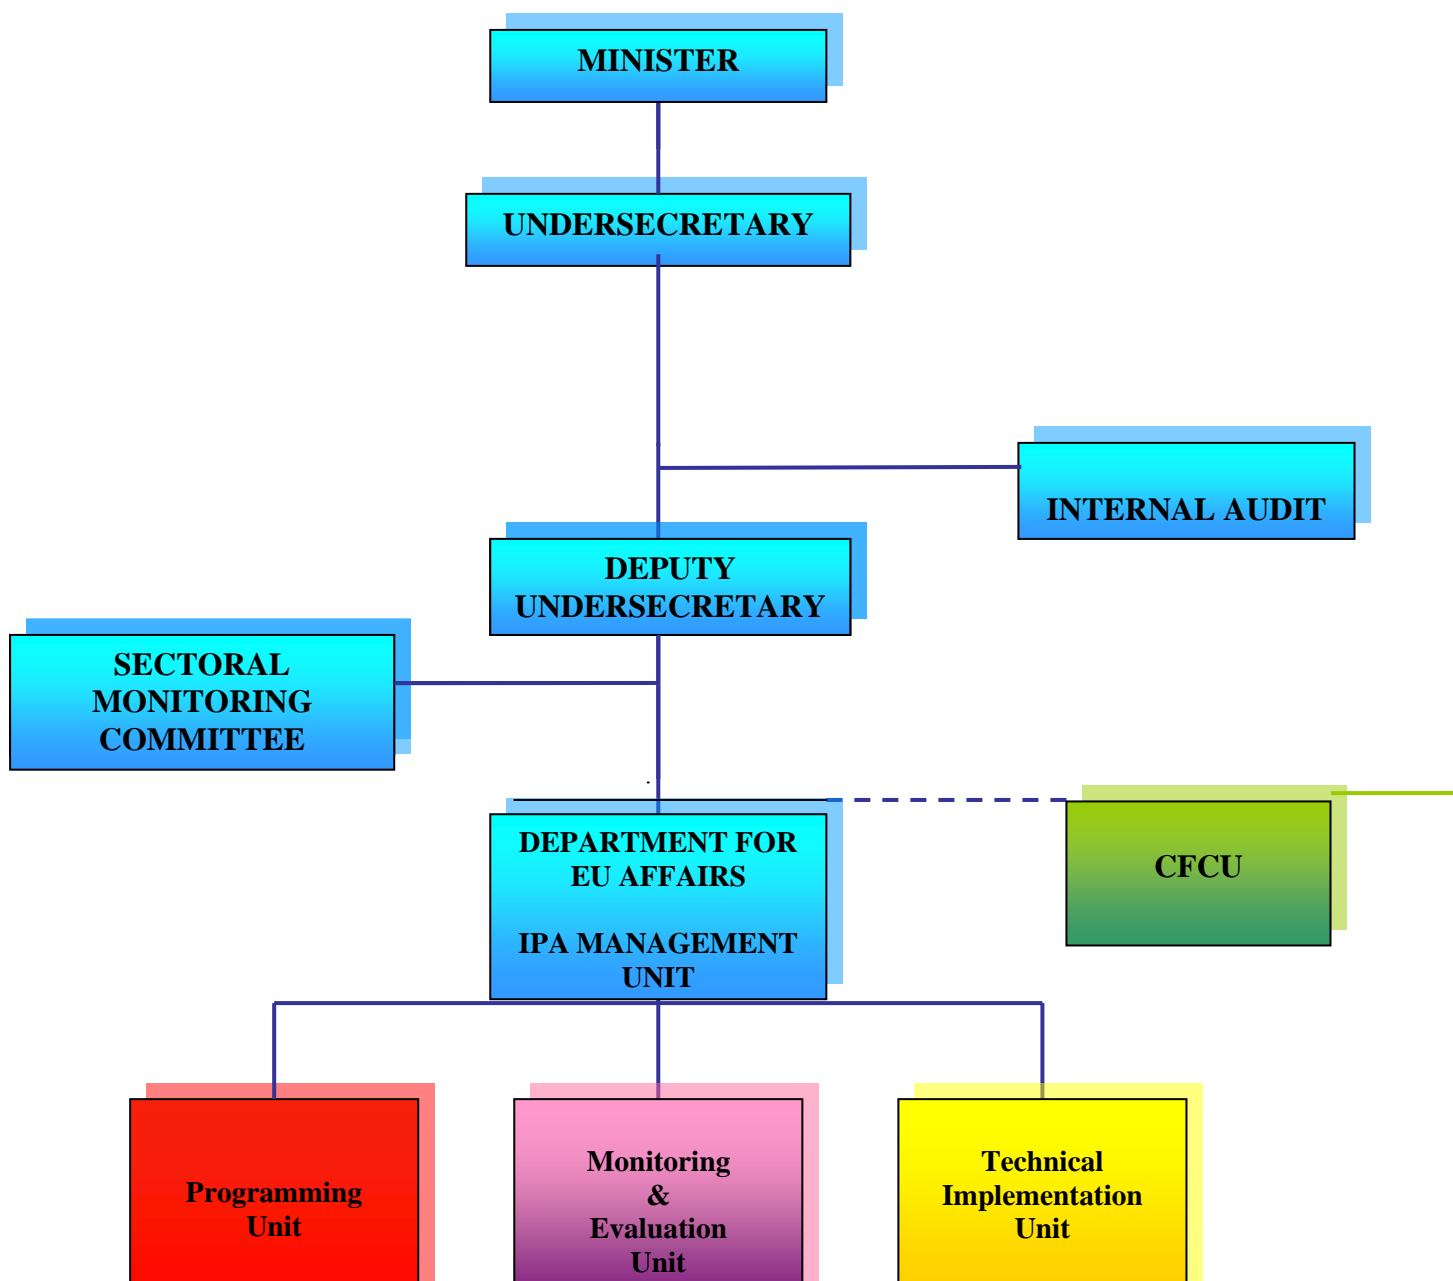 MINISTER
UNDERSECRETARY
INTERNAL AUDIT
DEPUTY
UNDERSECRETARY
SECTORAL
MONITORING
COMMITTEE
DEPARTMENT FOR
EU AFFAIRS
IPA MANAGEMENT
UNIT
CFCU
Programming
Unit
Monitoring
&
Evaluation
Unit
Technical
Implementation
Unit